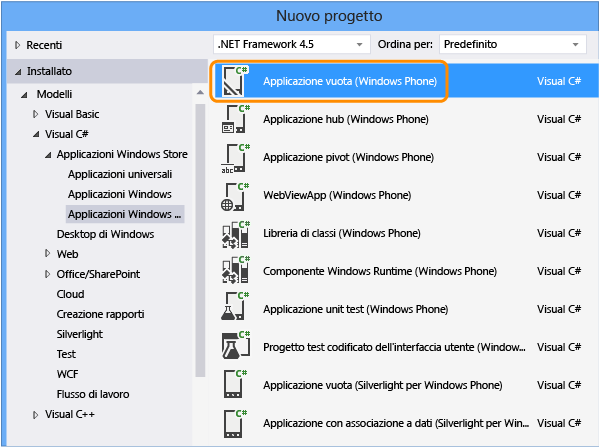 Nuovo progetto
Recenti
.NET Framework 4.5
Ordina per:
Predefinito
Installato
Modelli
Visual Basic
Visual C#
Applicazioni Windows Store
Applicazioni universali
Applicazioni Windows
Applicazioni Windows ...
Desktop di Windows
Web
Office/SharePoint
Cloud
Creazione rapporti
Silverlight
Test
WCF
Flusso di lavoro
Visual C++
C# Applicazione vuota (Windows Phone) Visual C#
C# Applicazione hub (Windows Phone) Visual C#
C# abc Applicazione pivot (Windows Phone) Visual C#
C# WebViewApp (Windows Phone) Visual C#
C# Libreria di classi (Windows Phone) Visual C#
C# Componente Windows Runtime (Windows Phone) Visual C#
C# Applicazione unit test (Windows Phone) Visual C#
C# Progetto test codificato dell'interfaccia utente (Window... Visual C#
C# Applicazione vuota (Silverlight per Windows Phone) Visual C#
C# Applicazione con associazione a dati (Silverlight per Win... Visual C#